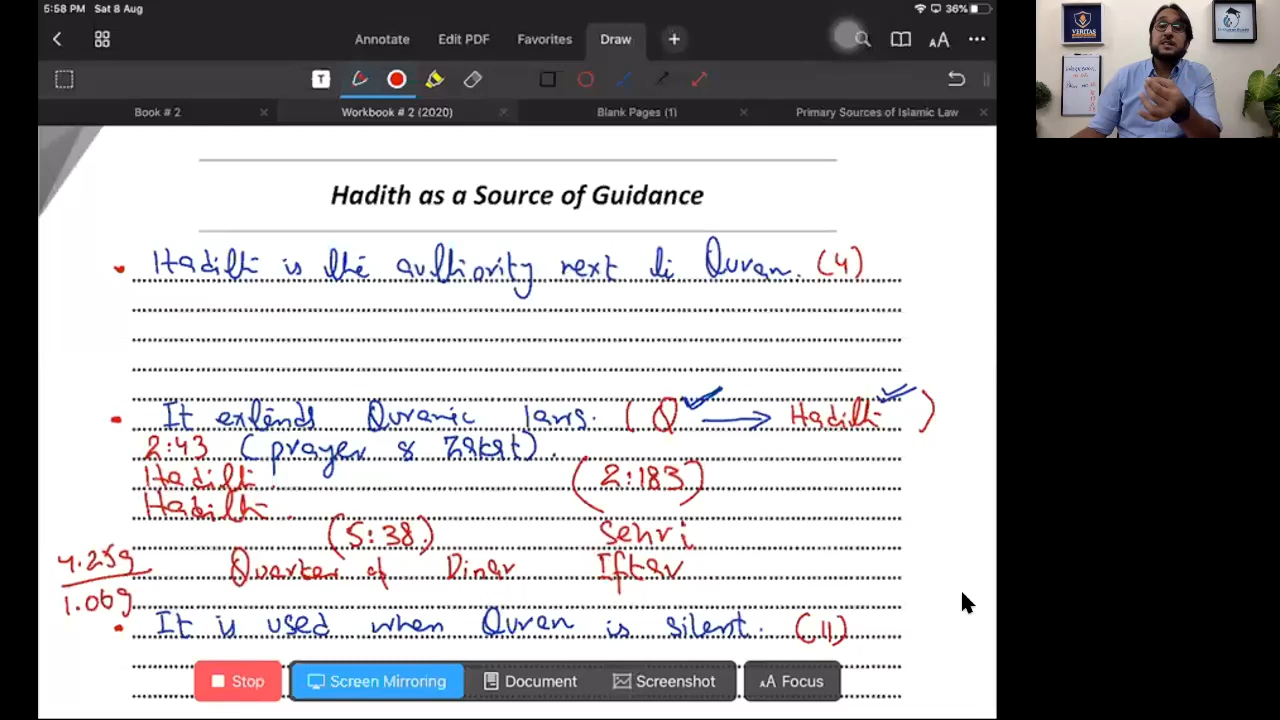 5:58 PM Sat 8 Aug
36%
Annotate Edit PDF Favorites Draw
T
AA
Book # 2
Workbook # 2 (2020)
Blank Pages (1)
Primary Sources of Islamic Law
VERITAS
Hadith as a Source of Guidance
Hadith is the authority next to Quran. (4)
It extends Quranic laws. (Q → Hadith)
2:43 (prayer & Zakat).
Hadith. (2:183)
Hadith.
(5:38) Sehri
4.25g Quarter of Dinar Iftar
1.06g
It is used when Quran is silent. (11)
Stop Screen Mirroring Document Screenshot AA Focus